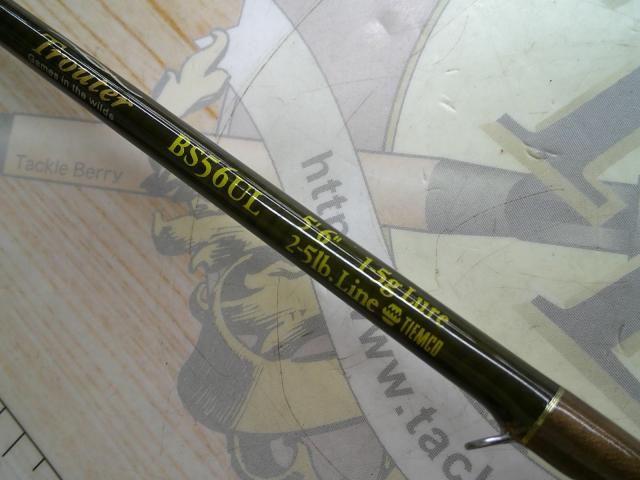 Trouter
Games in the wilds
BS56UL
5'6" 1-5g Lure
2-5lb. Line TIEMCO
Tackle Berry
http
www.tack